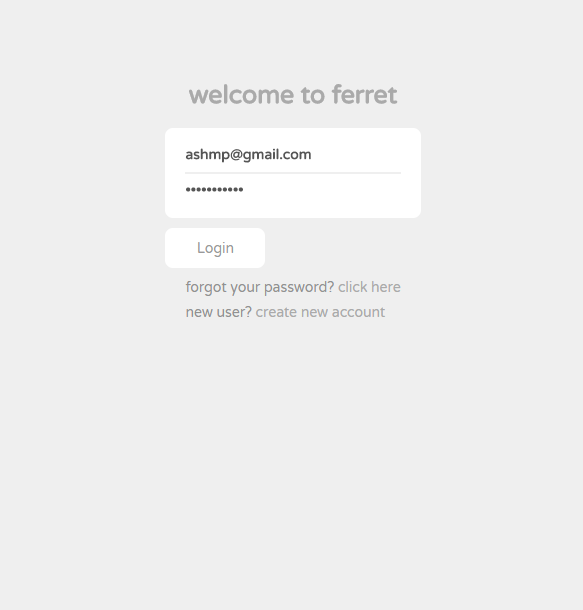 welcome to ferret
ashmp@gmail.com
•••••••••••
Login
forgot your password? click here
new user? create new account